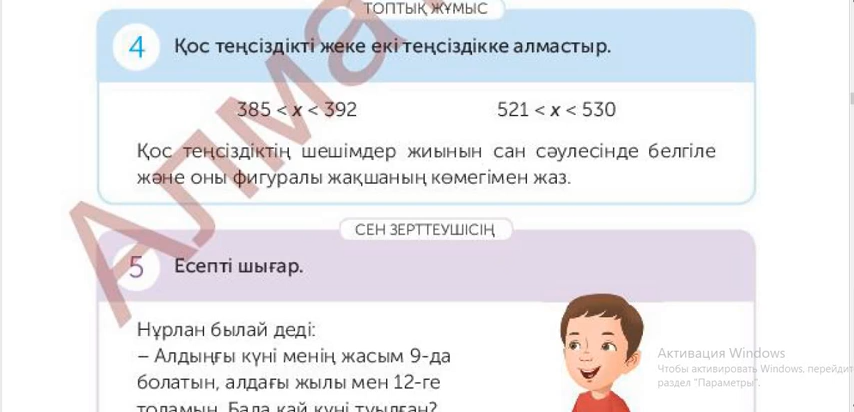 ТОПТЫҚ ЖҰМЫС
4 Қос теңсіздікті жеке екі теңсіздікке алмастыр.
385 < x < 392 521 < x < 530
Қос теңсіздіктің шешімдер жиынын сан сәулесінде белгіле
және оны фигуралы жақшаның көмегімен жаз.
СЕН ЗЕРТТЕУШІСІҢ
5 Есепті шығар.
Нұрлан былай деді:
– Алдыңғы күні менің жасым 9-да
болатын, алдағы жылы мен 12-ге
толамын. Бала қай күні туылған?
Активация Windows
Чтобы активировать Windows, перейдит
раздел "Параметры".